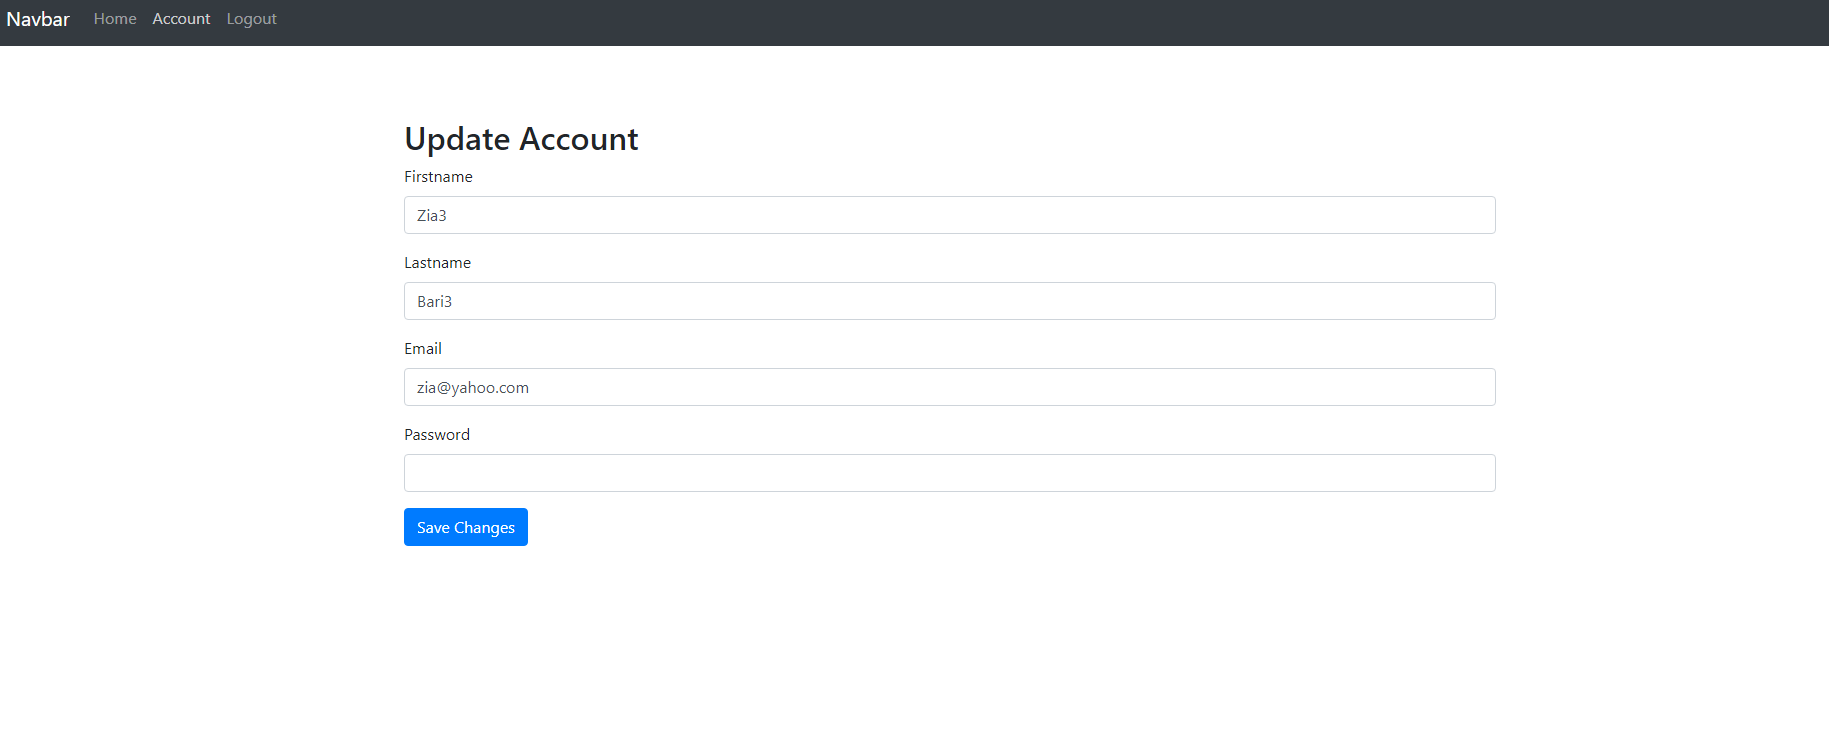 Navbar Home Account Logout
Update Account
Firstname
Zia3
Lastname
Bari3
Email
zia@yahoo.com
Password
Save Changes